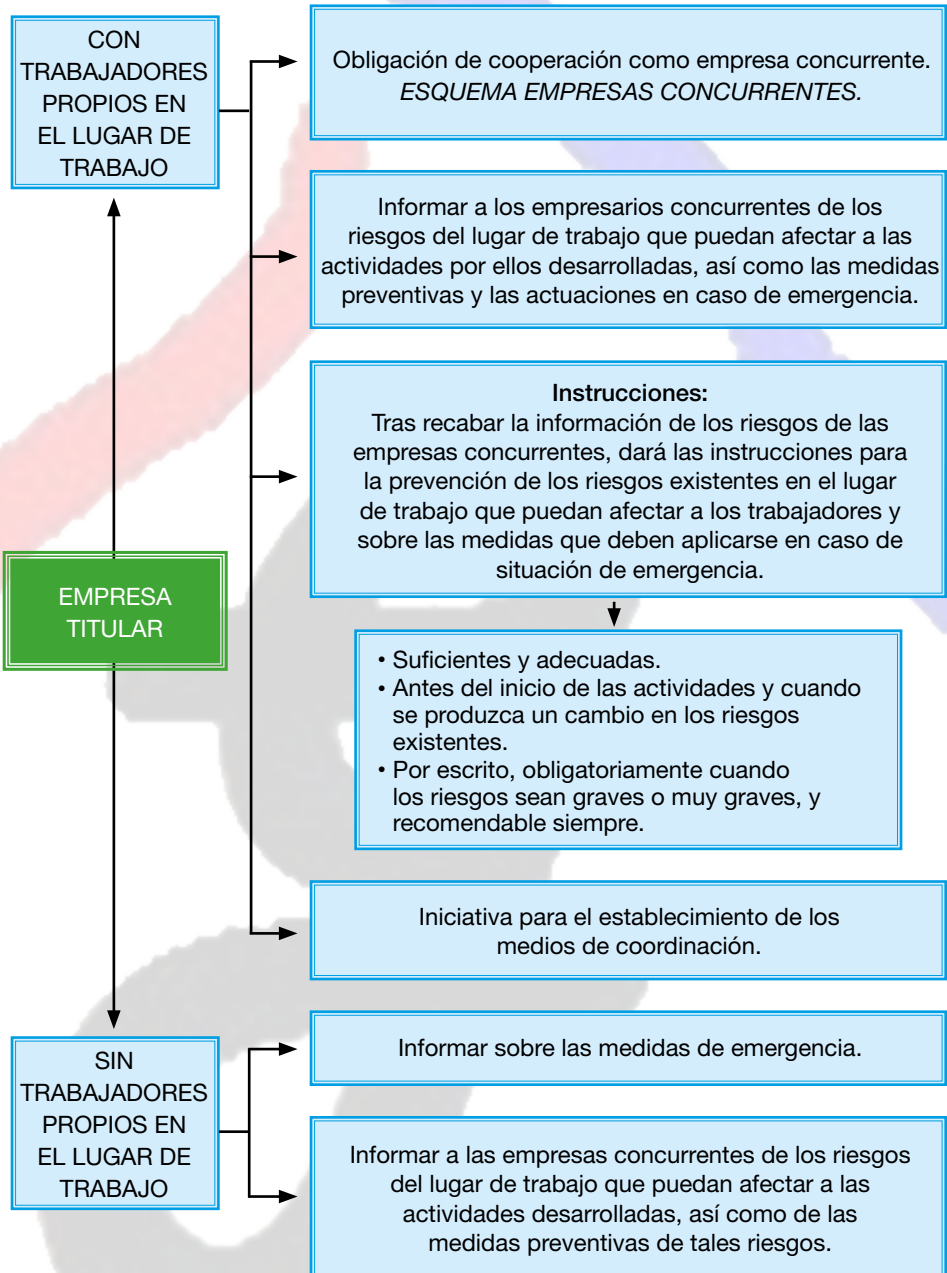 CON
TRABAJADORES
PROPIOS EN
EL LUGAR DE
TRABAJO
Obligación de cooperación como empresa concurrente.
ESQUEMA EMPRESAS CONCURRENTES.
Informar a los empresarios concurrentes de los
riesgos del lugar de trabajo que puedan afectar a las
actividades por ellos desarrolladas, así como las medidas
preventivas y las actuaciones en caso de emergencia.
Instrucciones:
Tras recabar la información de los riesgos de las
empresas concurrentes, dará las instrucciones para
la prevención de los riesgos existentes en el lugar
de trabajo que puedan afectar a los trabajadores y
sobre las medidas que deben aplicarse en caso de
situación de emergencia.
EMPRESA
TITULAR
• Suficientes y adecuadas.
• Antes del inicio de las actividades y cuando
se produzca un cambio en los riesgos
existentes.
• Por escrito, obligatoriamente cuando
los riesgos sean graves o muy graves, y
recomendable siempre.
Iniciativa para el establecimiento de los
medios de coordinación.
SIN
TRABAJADORES
PROPIOS EN
EL LUGAR DE
TRABAJO
Informar sobre las medidas de emergencia.
Informar a las empresas concurrentes de los riesgos
del lugar de trabajo que puedan afectar a las
actividades desarrolladas, así como de las
medidas preventivas de tales riesgos.